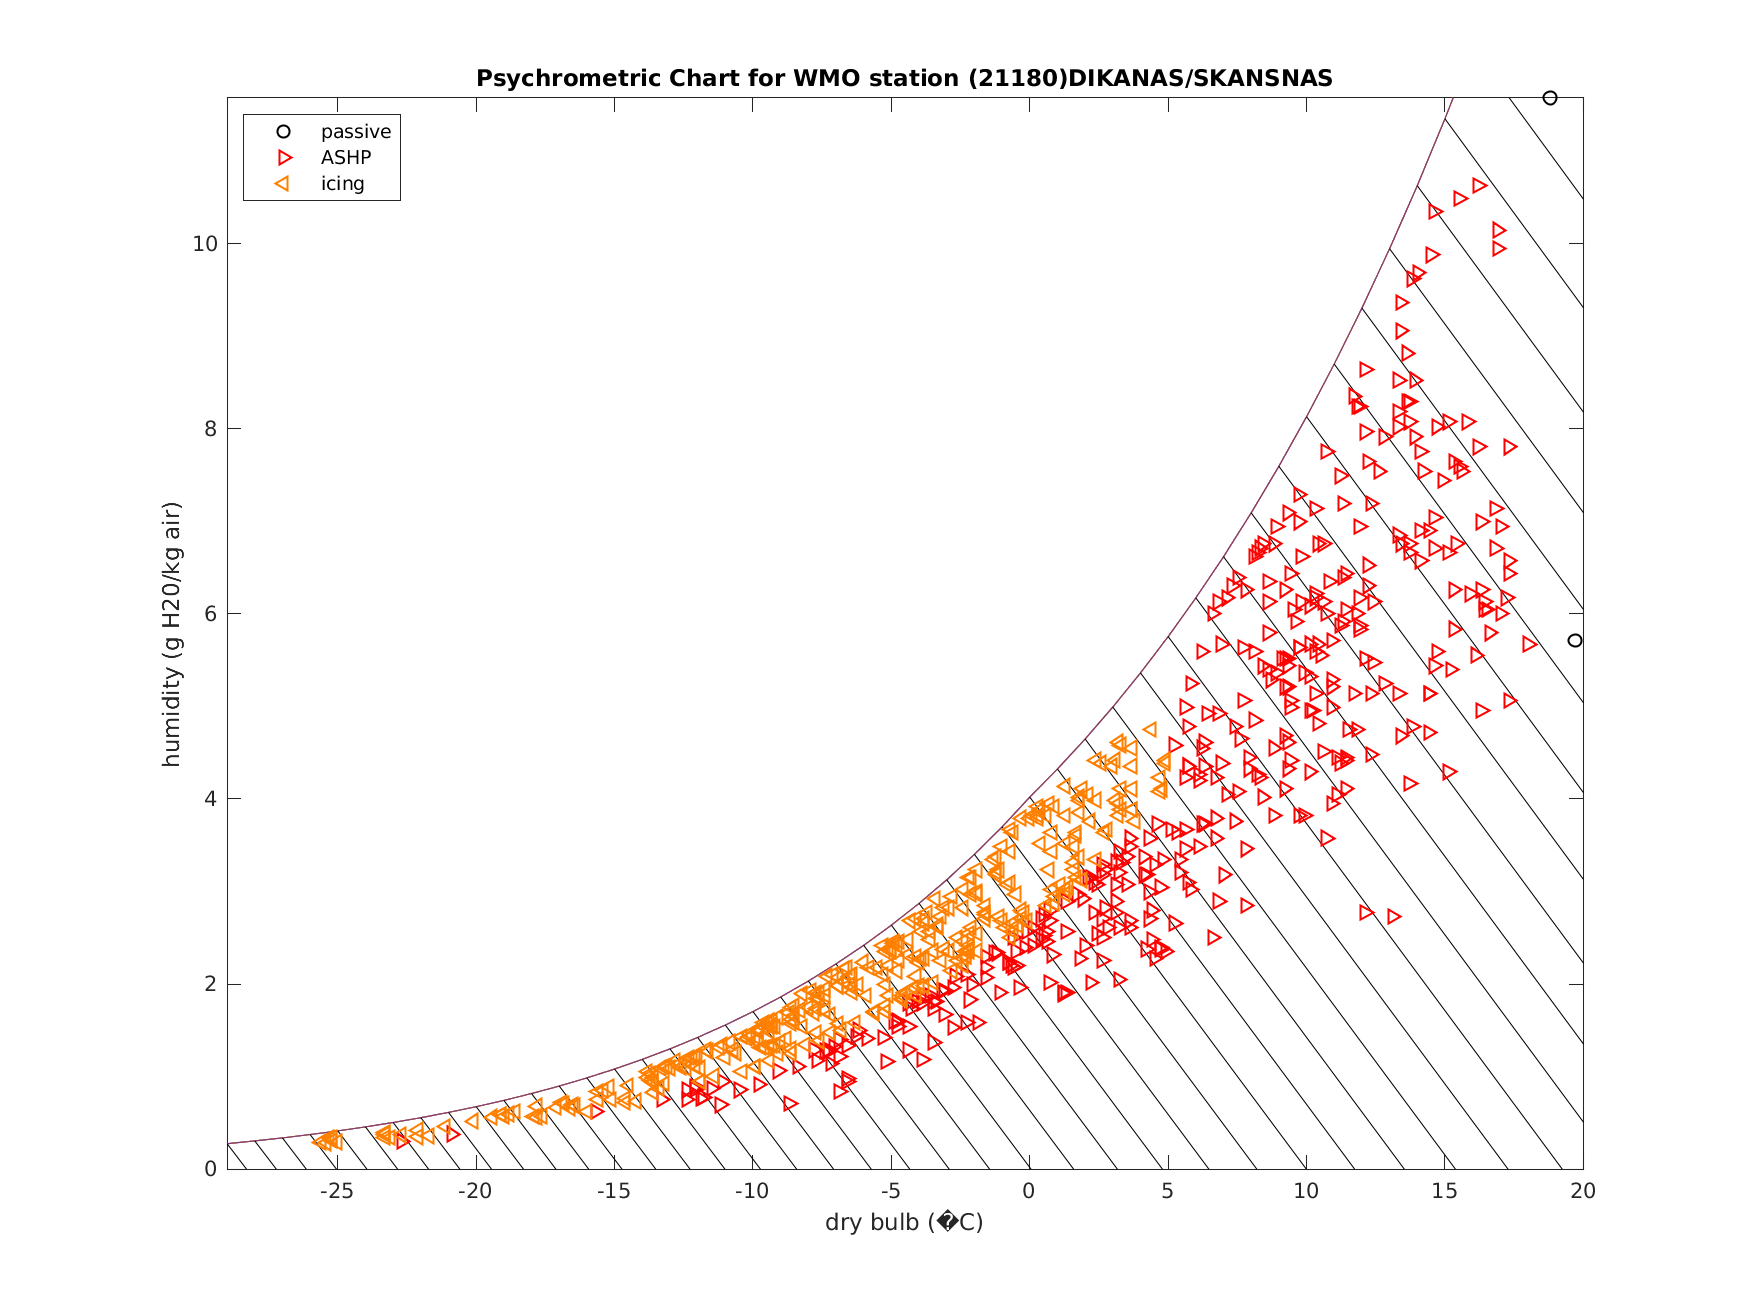 Psychrometric Chart for WMO station (21180)DIKANAS/SKANSNAS
passive
ASHP
icing
humidity (g H20/kg air)
10
8
6
4
2
0
-25 -20 -15 -10 -5 0 5 10 15 20
dry bulb (�C)